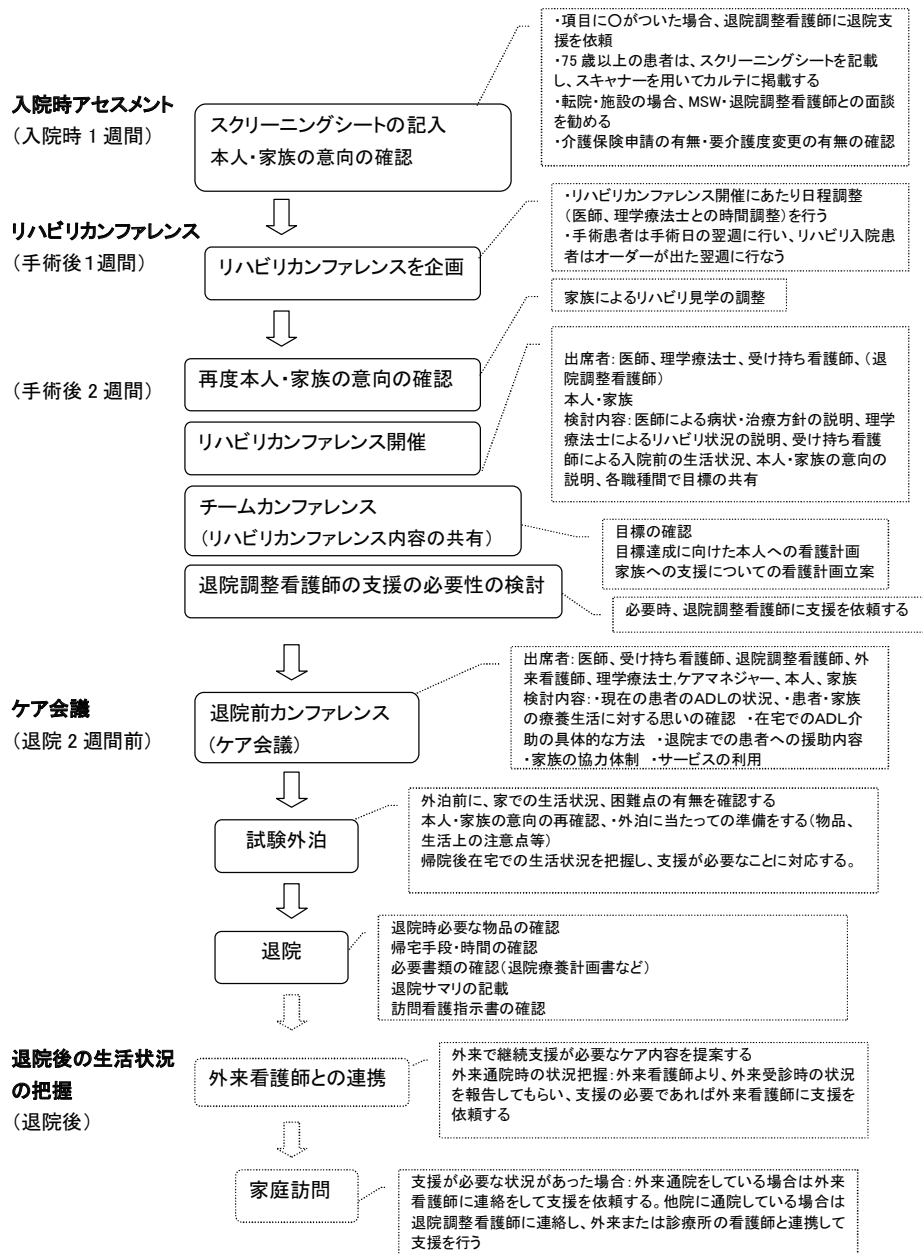 ・項目に〇がついた場合、退院調整看護師に退院支
援を依頼
・75歳以上の患者は、スクリーニングシートを記載
し、スキャナーを用いてカルテに掲載する
・転院・施設の場合、MSW・退院調整看護師との面談
を勧める
・介護保険申請の有無・要介護度変更の有無の確認
入院時アセスメント
(入院時1週間)
スクリーニングシートの記入
本人・家族の意向の確認
・リハビリカンファレンス開催にあたり日程調整
(医師、理学療法士との時間調整)を行う
・手術患者は手術日の翌週に行い、リハビリ入院患
者はオーダーが出た翌週に行なう
リハビリカンファレンス
(手術後1週間)
リハビリカンファレンスを企画
家族によるリハビリ見学の調整
(手術後2週間)
再度本人・家族の意向の確認
出席者:医師、理学療法士、受け持ち看護師、(退
院調整看護師)
本人・家族
検討内容:医師による病状・治療方針の説明、理学
療法士によるリハビリ状況の説明、受け持ち看護
師による入院前の生活状況、本人・家族の意向の
説明、各職種間で目標の共有
リハビリカンファレンス開催
チームカンファレンス
(リハビリカンファレンス内容の共有)
目標の確認
目標達成に向けた本人への看護計画
家族への支援についての看護計画立案
退院調整看護師の支援の必要性の検討
必要時、退院調整看護師に支援を依頼する
出席者:医師、受け持ち看護師、退院調整看護師、外
来看護師、理学療法士,ケアマネジャー、本人、家族
検討内容:・現在の患者のADLの状況、・患者・家族
の療養生活に対する思いの確認 ・在宅でのADL介
助の具体的な方法 ・退院までの患者への援助内容
・家族の協力体制 ・サービスの利用
ケア会議
(退院2週間前)
退院前カンファレンス
(ケア会議)
試験外泊
外泊前に、家での生活状況、困難点の有無を確認する
本人・家族の意向の再確認、・外泊に当たっての準備をする(物品、
生活上の注意点等)
帰院後在宅での生活状況を把握し、支援が必要なことに対応する。
退院
退院時必要な物品の確認
帰宅手段・時間の確認
必要書類の確認(退院療養計画書など)
退院サマリの記載
訪問看護指示書の確認
退院後の生活状況
の把握
(退院後)
外来看護師との連携
外来で継続支援が必要なケア内容を提案する
外来通院時の状況把握:外来看護師より、外来受診時の状況
を報告してもらい、支援の必要であれば外来看護師に支援を
依頼する
家庭訪問
支援が必要な状況があった場合:外来通院をしている場合は外来
看護師に連絡をして支援を依頼する。他院に通院している場合は
退院調整看護師に連絡し、外来または診療所の看護師と連携して
支援を行う